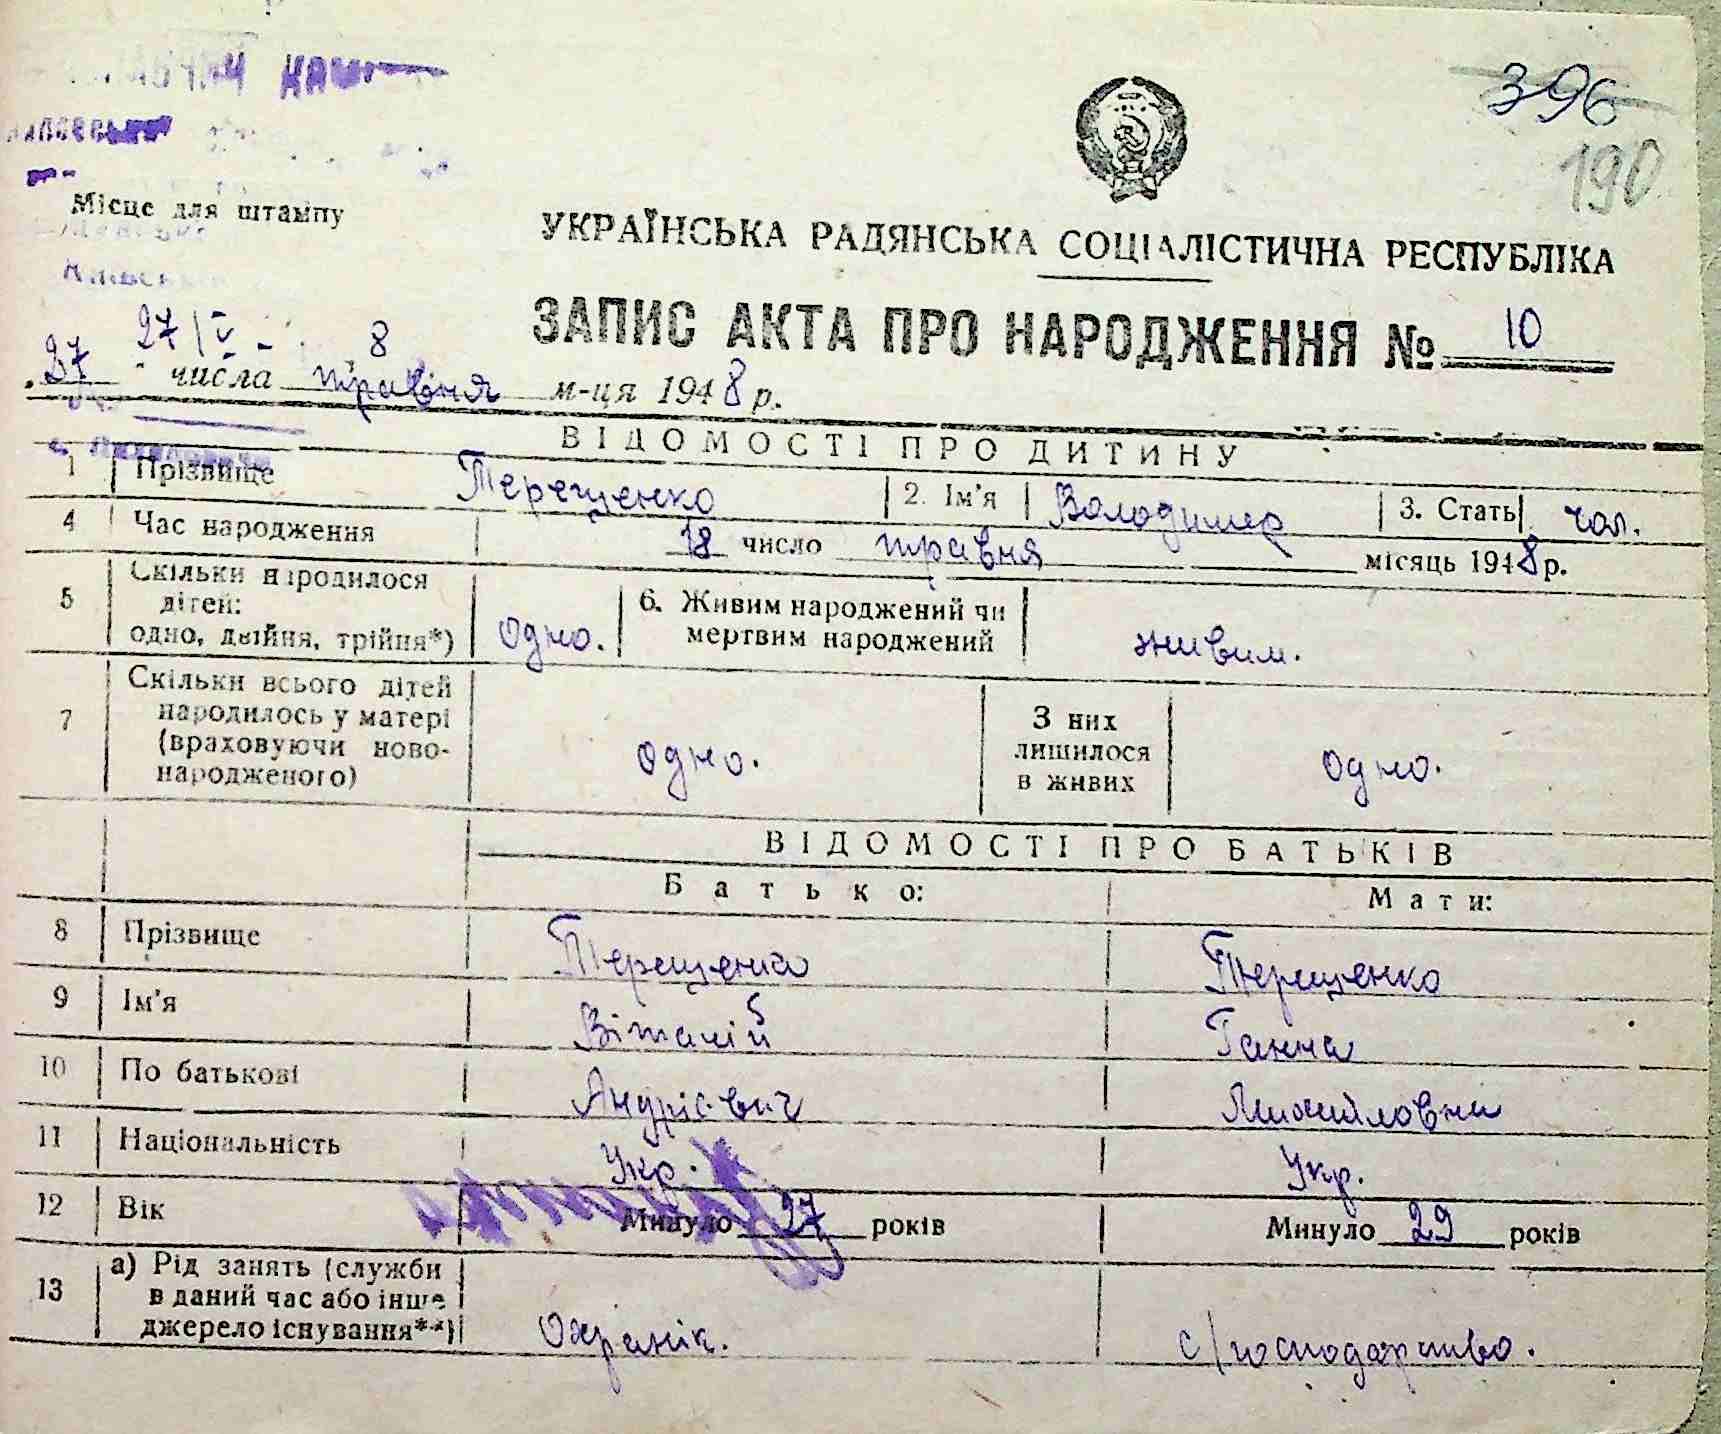 396
190
Місце для штампу
УКРАЇНСЬКА РАДЯНСЬКА СОЦІАЛІСТИЧНА РЕСПУБЛІКА
ЗАПИС АКТА ПРО НАРОДЖЕННЯ № 10
27/V 8
27 числа травня м-ця 1948 р.
ВІДОМОСТІ ПРО ДИТИНУ
1 Прізвище Терещенко 2. Ім'я Володимер 3. Стать чол.
4 Час народження 18 число травня місяць 1948 р.
5 Скільки народилося дітей: одно, двійня, трійня*) одно. 6. Живим народжений чи мертвим народжений живим.
7 Скільки всього дітей народилось у матері (враховуючи новонародженого) одно. З них лишилося в живих одно.
ВІДОМОСТІ ПРО БАТЬКІВ
Батько: Мати:
8 Прізвище Терещенко Терещенко
9 Ім'я Віталій Ганна
10 По батькові Андрієвич Михайловна
11 Національність Укр. Укр.
12 Вік Минуло 27 років Минуло 29 років
13 а) Рід занять (служби в даний час або інше джерело існування**) Охранік. с/господарство.